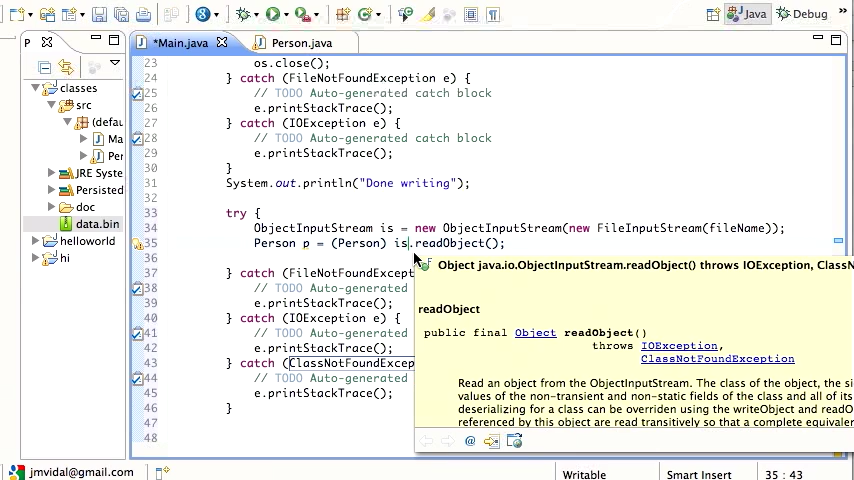 Java
Debug
P
*Main.java
Person.java
classes
src
(defau
Ma
Per
JRE System
Persisted
doc
data.bin
helloworld
hi
23 os.close();
24 } catch (FileNotFoundException e) {
25 // TODO Auto-generated catch block
26 e.printStackTrace();
27 } catch (IOException e) {
28 // TODO Auto-generated catch block
29 e.printStackTrace();
30 }
31 System.out.println("Done writing");
32
33 try {
34 ObjectInputStream is = new ObjectInputStream(new FileInputStream(fileName));
35 Person p = (Person) is.readObject();
36
37 } catch (FileNotFoundExcept
38 // TODO Auto-generated
39 e.printStackTrace();
40 } catch (IOException e) {
41 // TODO Auto-generated
42 e.printStackTrace();
43 } catch (ClassNotFoundExcep
44 // TODO Auto-generated
45 e.printStackTrace();
46 }
47
48
Object java.io.ObjectInputStream.readObject() throws IOException, ClassN
readObject
public final Object readObject()
throws IOException,
ClassNotFoundException
Read an object from the ObjectInputStream. The class of the object, the si
values of the non-transient and non-static fields of the class and all of its
deserializing for a class can be overriden using the writeObject and readO
referenced by this object are read transitively so that a complete equivale
jmvidal@gmail.com
Writable
Smart Insert
35 : 43